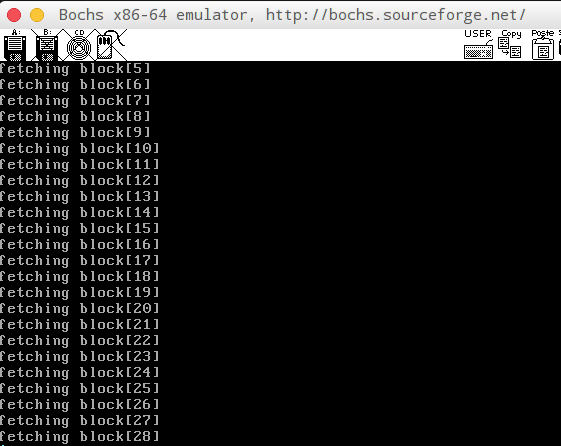 Bochs x86-64 emulator, http://bochs.sourceforge.net/
A: B: CD USER Copy Paste
fetching block[5]
fetching block[6]
fetching block[7]
fetching block[8]
fetching block[9]
fetching block[10]
fetching block[11]
fetching block[12]
fetching block[13]
fetching block[14]
fetching block[15]
fetching block[16]
fetching block[17]
fetching block[18]
fetching block[19]
fetching block[20]
fetching block[21]
fetching block[22]
fetching block[23]
fetching block[24]
fetching block[25]
fetching block[26]
fetching block[27]
fetching block[28]